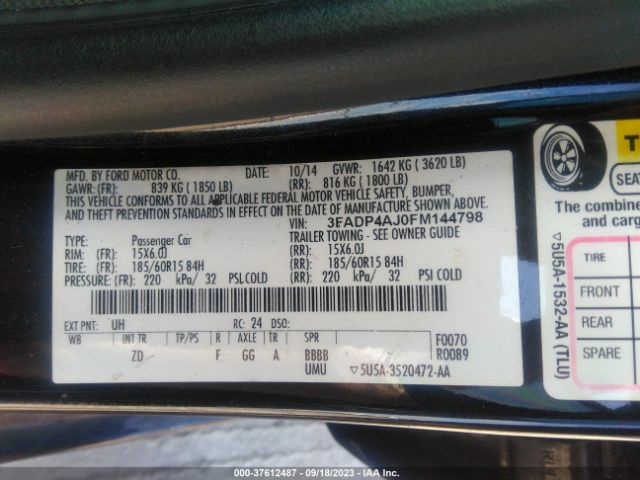 MFD. BY FORD MOTOR CO.
DATE: 10/14 GVWR: 1642 KG ( 3620 LB)
GAWR: (FR): 839 KG ( 1850 LB) (RR): 816 KG ( 1800 LB)
THIS VEHICLE CONFORMS TO ALL APPLICABLE FEDERAL MOTOR VEHICLE SAFETY, BUMPER,
AND THEFT PREVENTION STANDARDS IN EFFECT ON THE DATE OF MANUFACTURE SHOWN ABOVE.
VIN: 3FADP4AJ0FM144798
TYPE: Passenger Car TRAILER TOWING - SEE OWNER GUIDE
RIM: (FR): 15X6.0J (RR): 15X6.0J
TIRE: (FR): 185/60R15 84H (RR): 185/60R15 84H
PRESSURE: (FR): 220 kPa/ 32 PSI COLD (RR): 220 kPa/ 32 PSI COLD
EXT PNT: UH RC: 24 DSO:
WB INT TR TP/PS R AXLE TR SPR F0070
ZD F GG A BBBB R0089
UMU ▽5U5A-3520472-AA
T
SEAT
The combine
and carg
TIRE
FRONT
REAR
SPARE
▽5U5A-1532-AA (TLU)
000-37612487 - 09/18/2023 - IAA Inc.